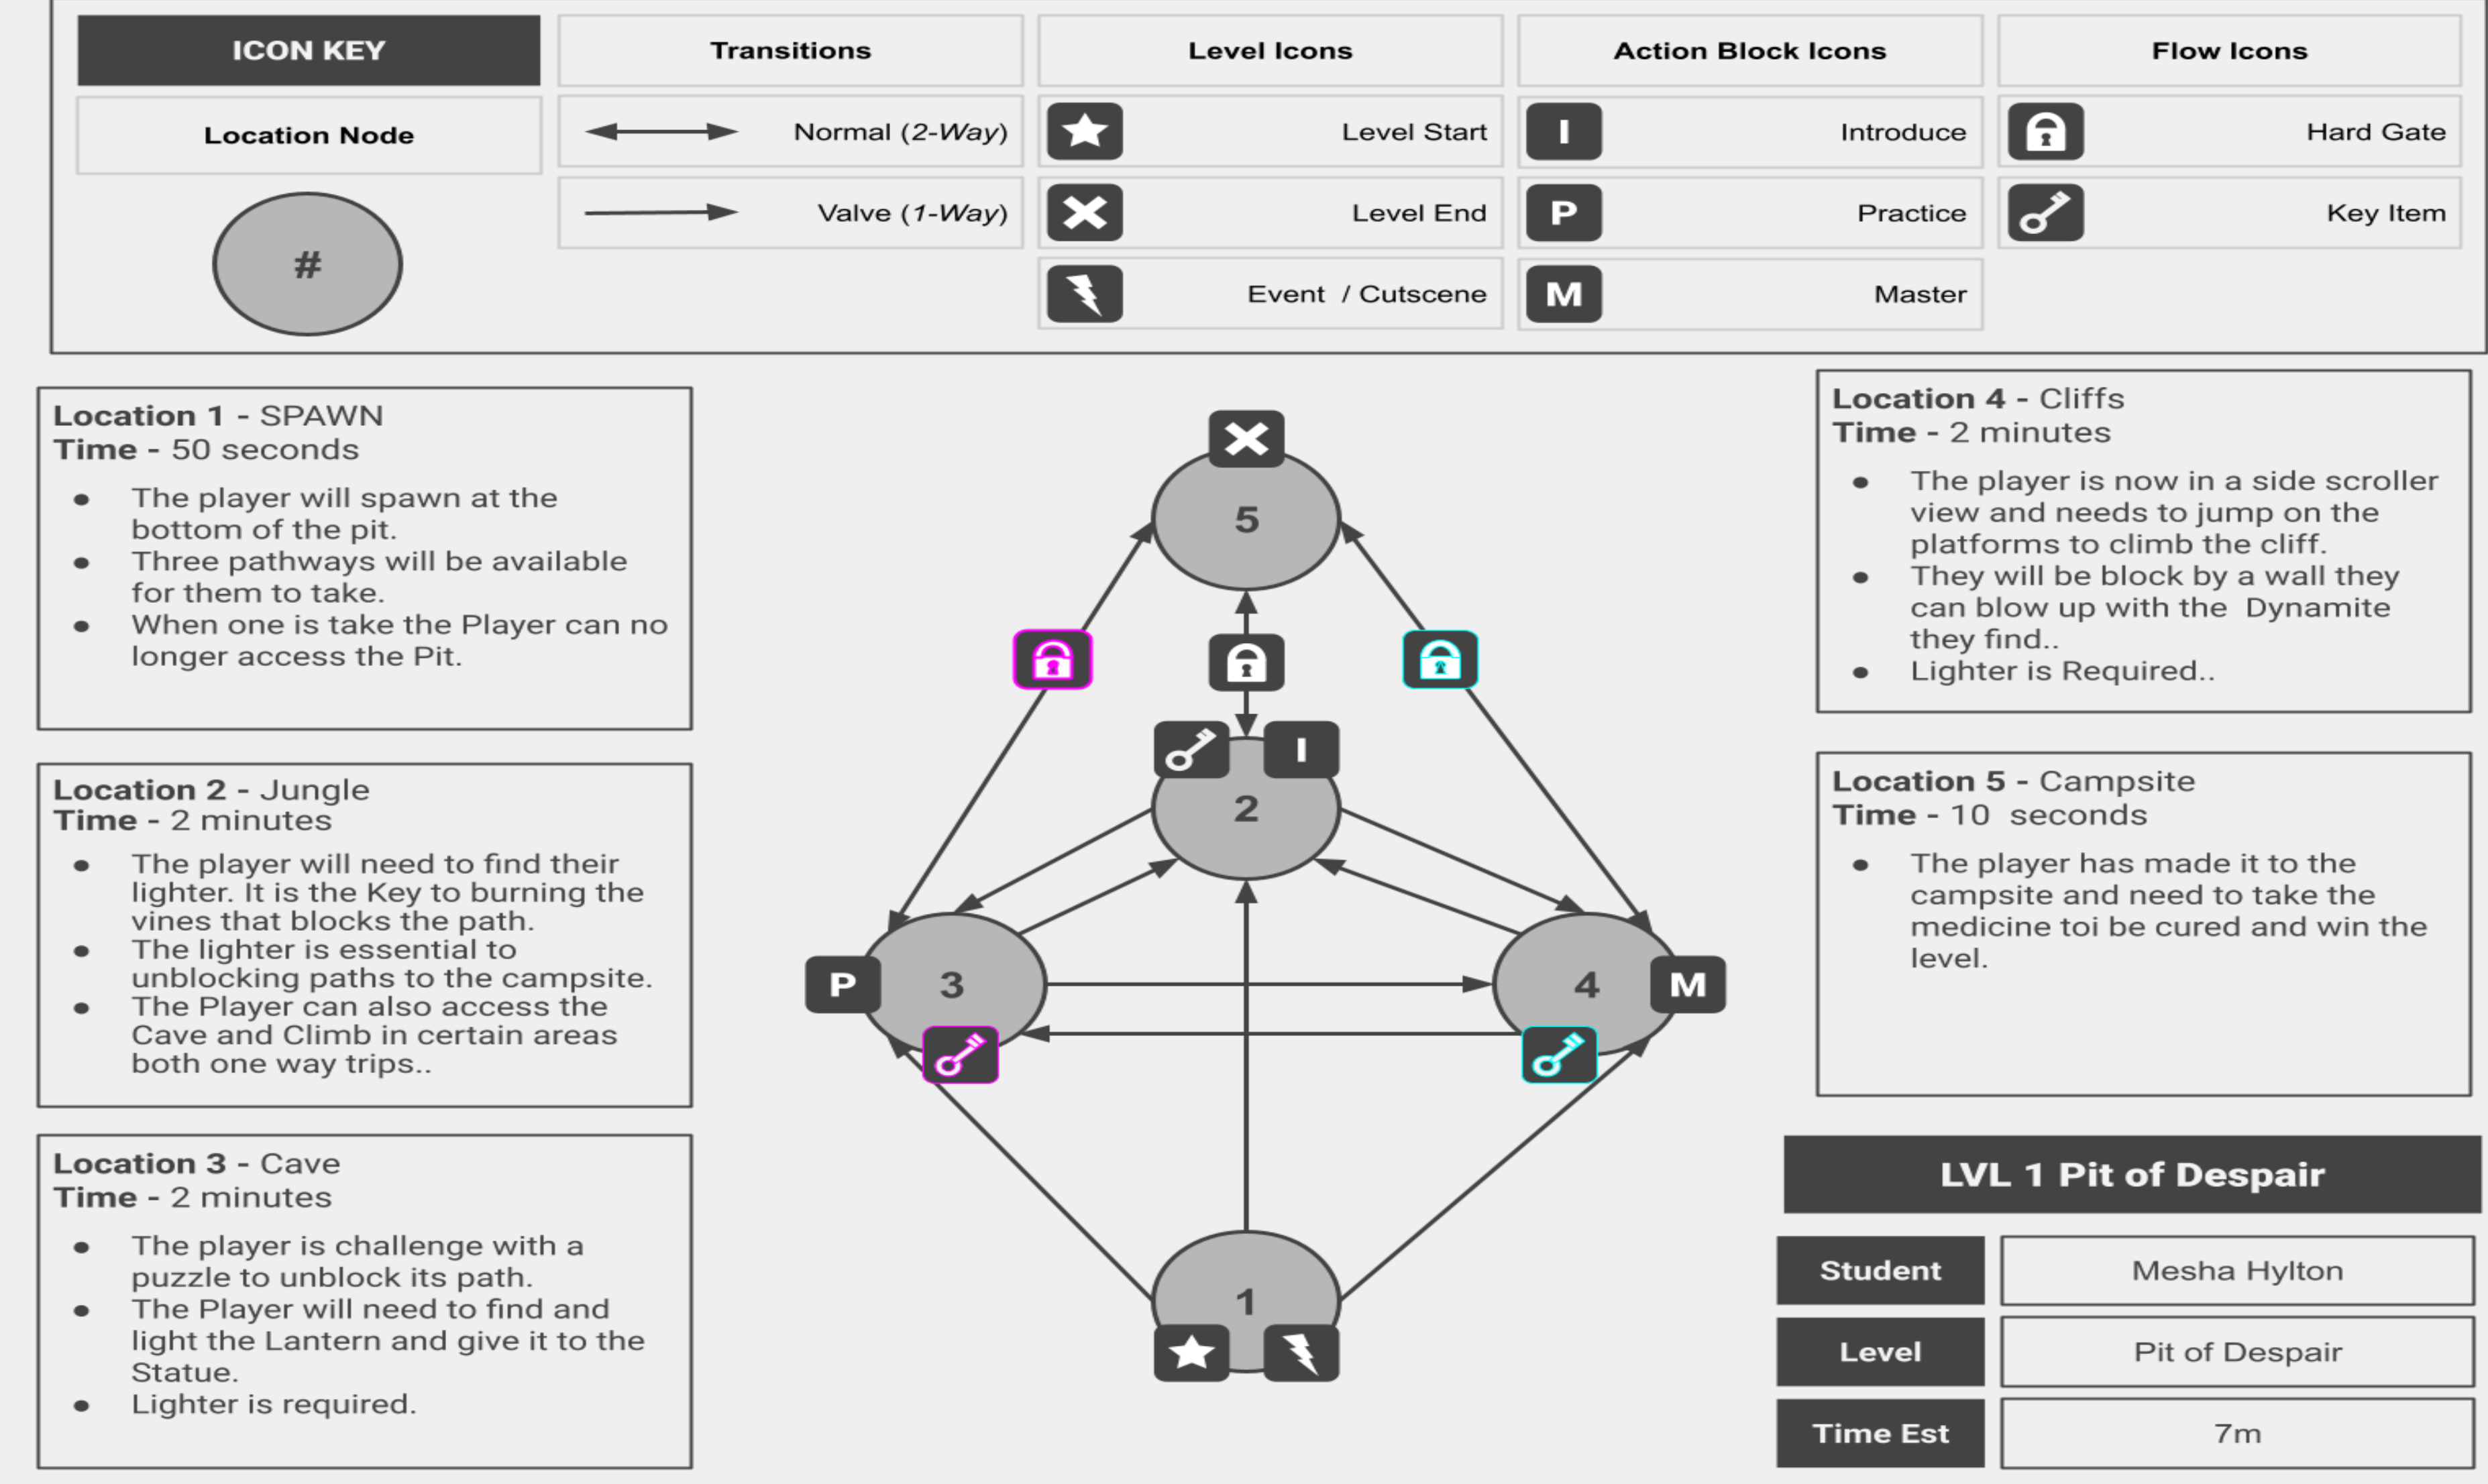 ICON KEY
Transitions
Level Icons
Action Block Icons
Flow Icons
Location Node
Normal (2-Way)
Level Start
I
Introduce
Hard Gate
Valve (1-Way)
Level End
P
Practice
Key Item
#
Event / Cutscene
M
Master
Location 1 - SPAWN
Time - 50 seconds
● The player will spawn at the
bottom of the pit.
● Three pathways will be available
for them to take.
● When one is take the Player can no
longer access the Pit.
Location 2 - Jungle
Time - 2 minutes
● The player will need to find their
lighter. It is the Key to burning the
vines that blocks the path.
● The lighter is essential to
unblocking paths to the campsite.
● The Player can also access the
Cave and Climb in certain areas
both one way trips..
Location 3 - Cave
Time - 2 minutes
● The player is challenge with a
puzzle to unblock its path.
● The Player will need to find and
light the Lantern and give it to the
Statue.
● Lighter is required.
5
I
2
P
3
4
M
1
Location 4 - Cliffs
Time - 2 minutes
● The player is now in a side scroller
view and needs to jump on the
platforms to climb the cliff.
● They will be block by a wall they
can blow up with the Dynamite
they find..
● Lighter is Required..
Location 5 - Campsite
Time - 10 seconds
● The player has made it to the
campsite and need to take the
medicine toi be cured and win the
level.
LVL 1 Pit of Despair
Student
Mesha Hylton
Level
Pit of Despair
Time Est
7m